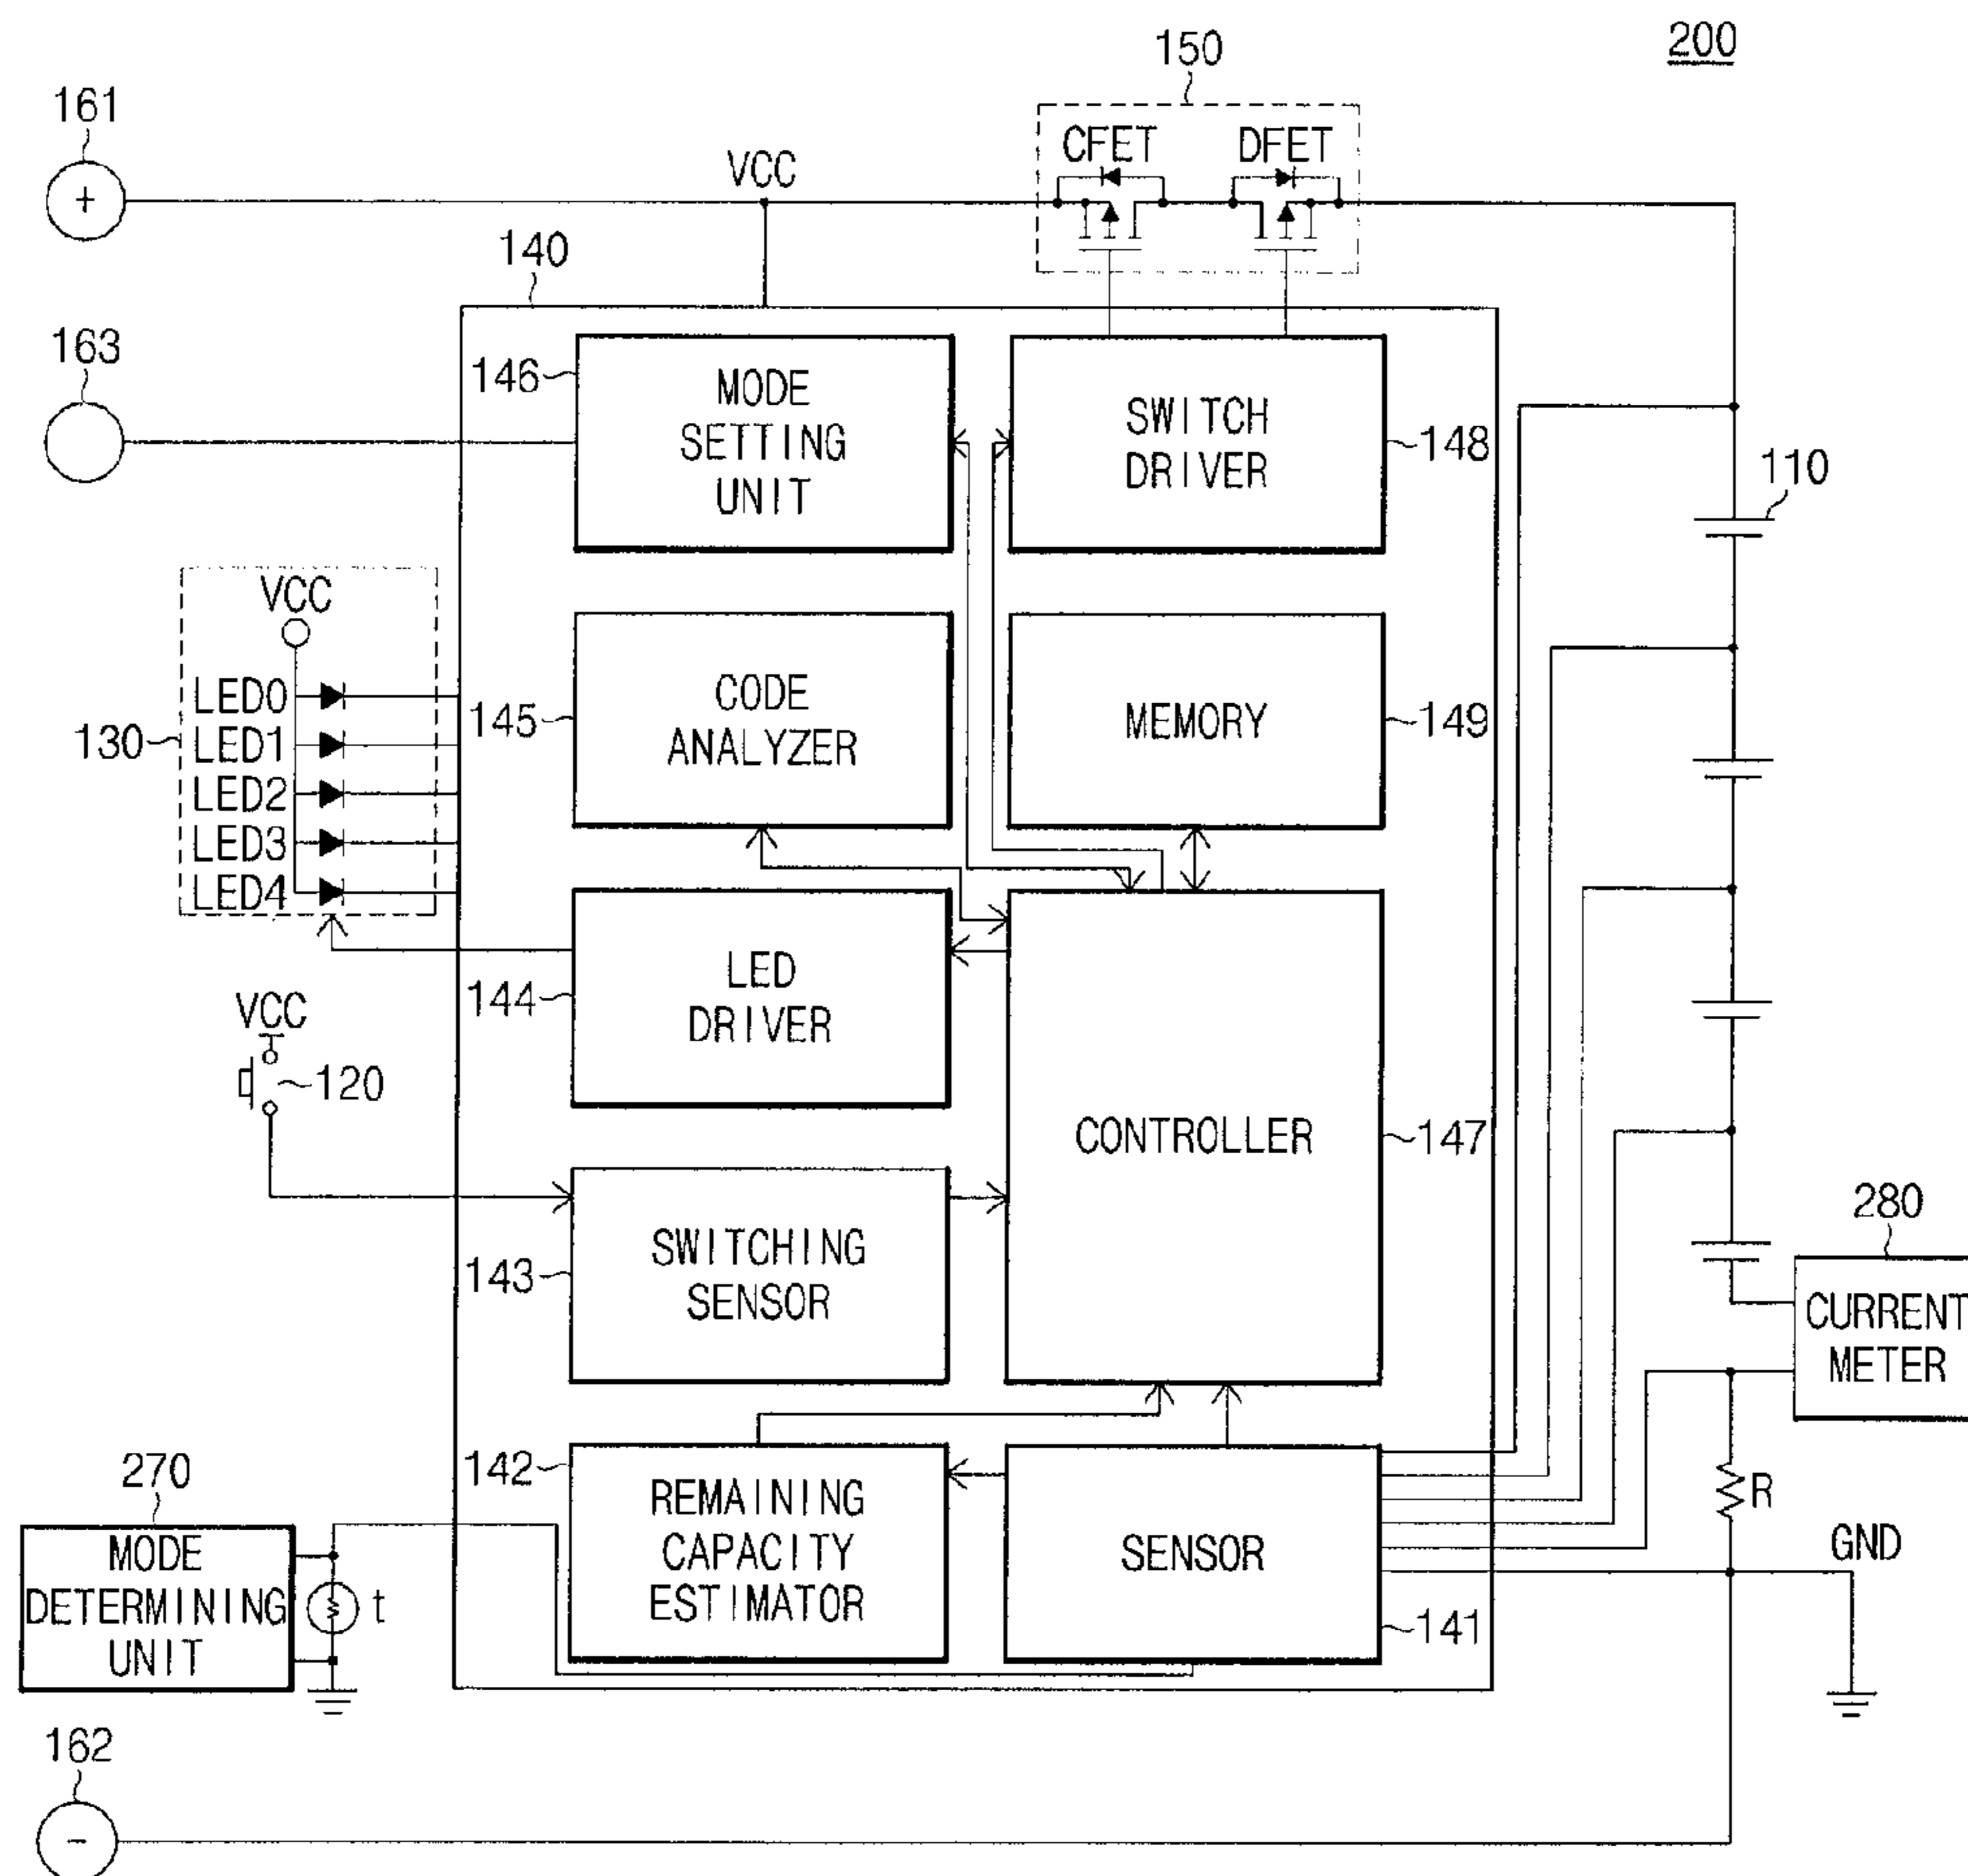 200
150
161
CFET DFET
VCC
+
140
163
146
MODE
SETTING
UNIT
SWITCH
DRIVER
148
110
VCC
LED0
LED1
LED2
LED3
LED4
130
145
CODE
ANALYZER
MEMORY
149
144
LED
DRIVER
VCC
120
CONTROLLER
147
143
SWITCHING
SENSOR
280
CURRENT
METER
142
REMAINING
CAPACITY
ESTIMATOR
SENSOR
141
R
GND
270
MODE
DETERMINING
UNIT
t
162
-